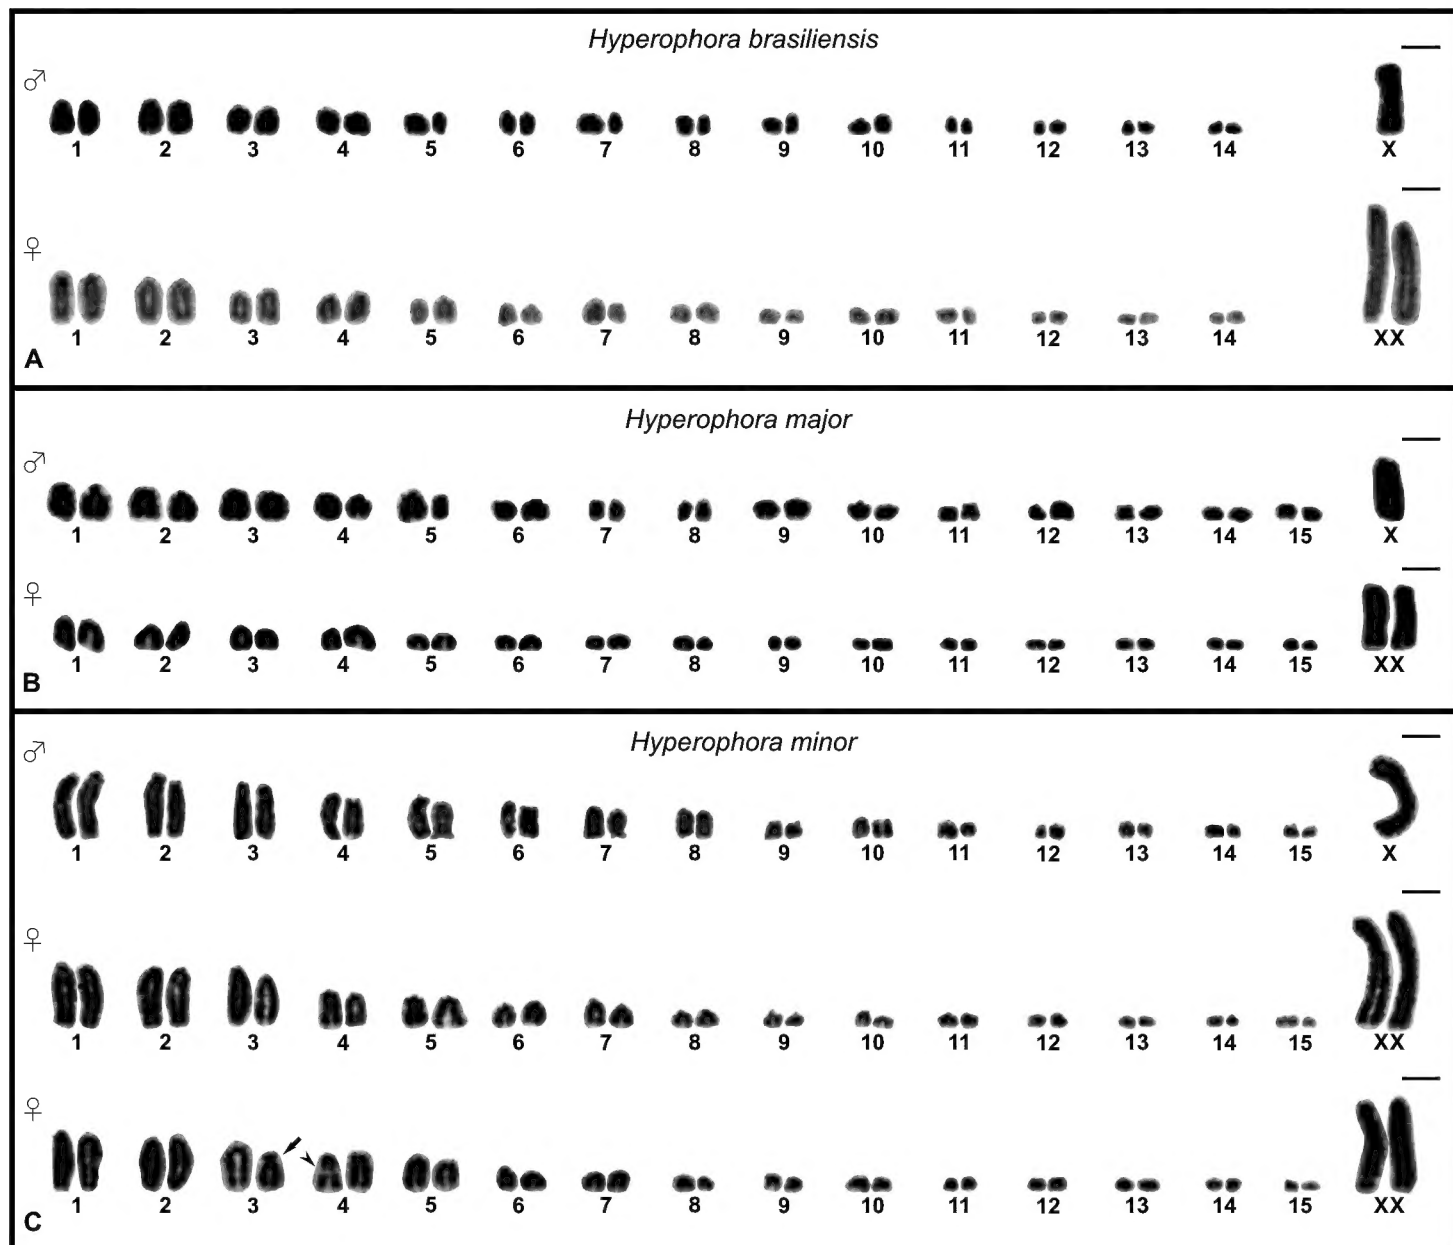 Hyperophora brasiliensis
♂
1 2 3 4 5 6 7 8 9 10 11 12 13 14 X
♀
1 2 3 4 5 6 7 8 9 10 11 12 13 14 XX
A
Hyperophora major
♂
1 2 3 4 5 6 7 8 9 10 11 12 13 14 15 X
♀
1 2 3 4 5 6 7 8 9 10 11 12 13 14 15 XX
B
Hyperophora minor
♂
1 2 3 4 5 6 7 8 9 10 11 12 13 14 15 X
♀
1 2 3 4 5 6 7 8 9 10 11 12 13 14 15 XX
♀
1 2 3 4 5 6 7 8 9 10 11 12 13 14 15 XX
C